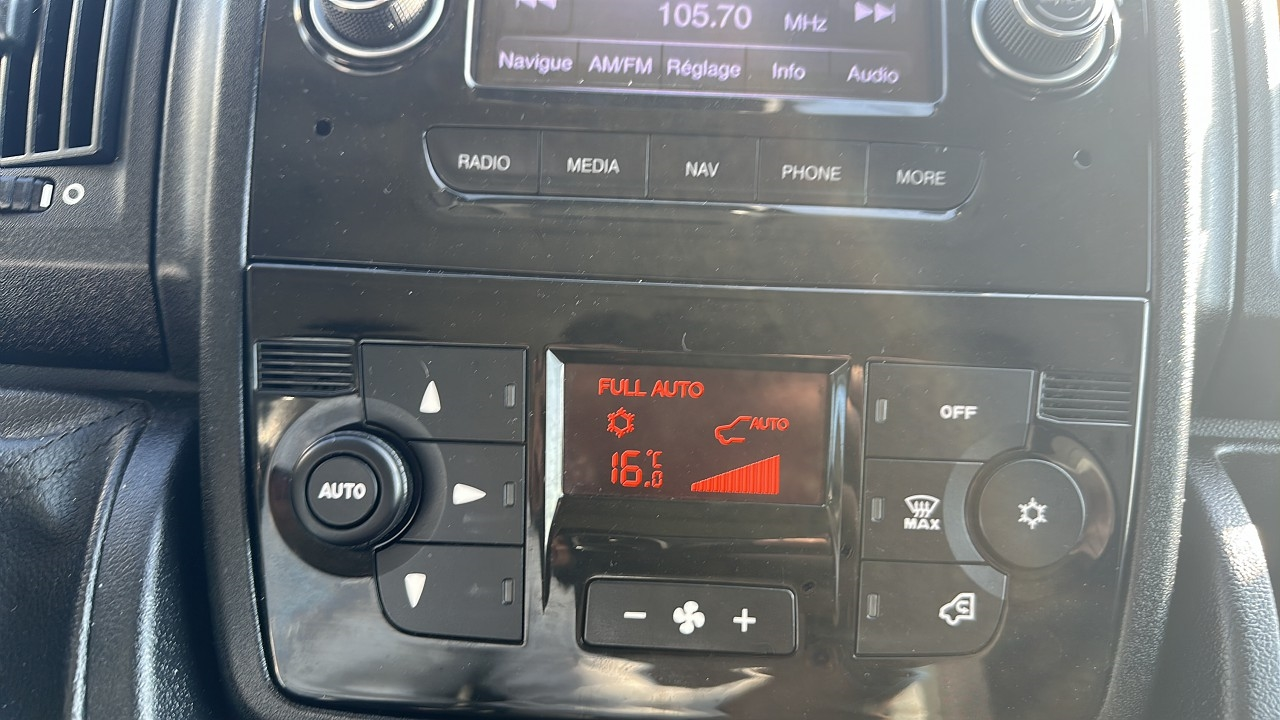 105.70 MHz
Navigue AM/FM Réglage Info Audio
RADIO MEDIA NAV PHONE MORE
FULL AUTO
AUTO
16.0 °C
AUTO
OFF
MAX
− +